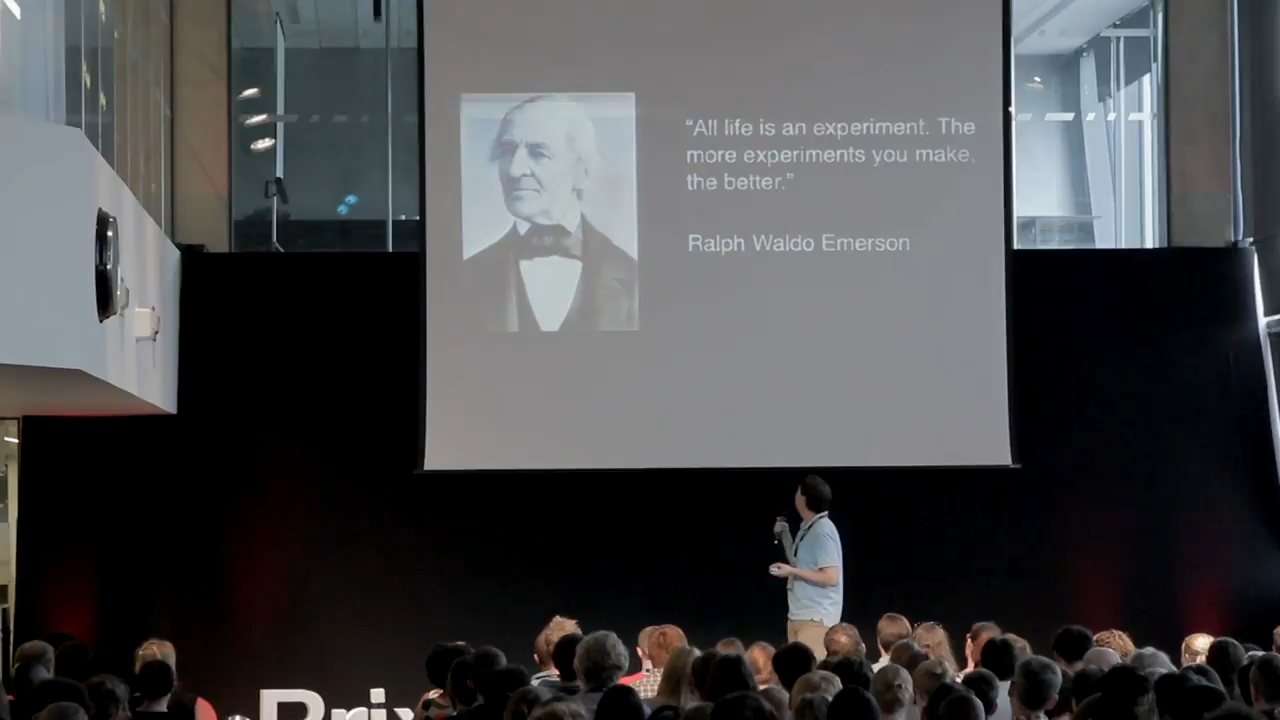 “All life is an experiment. The
more experiments you make,
the better.”
Ralph Waldo Emerson